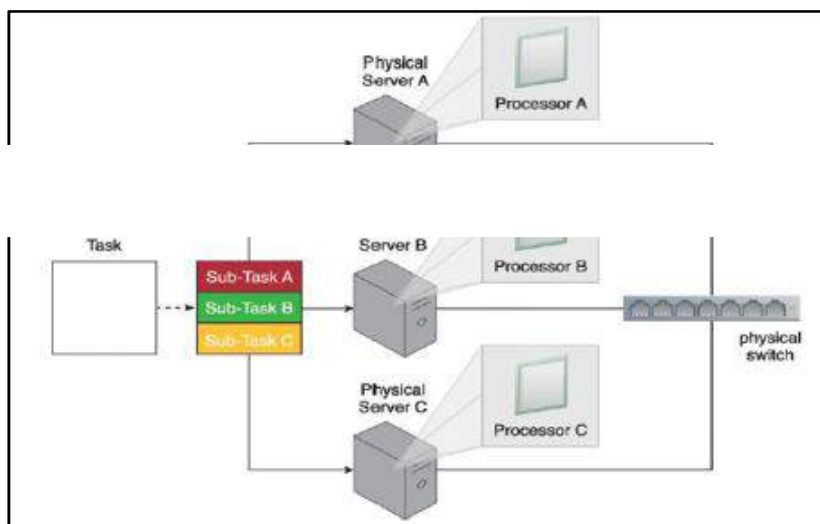 Physical
Server A
Processor A
Task
Server B
Processor B
Sub-Task A
Sub-Task B
Sub-Task C
physical
switch
Physical
Server C
Processor C